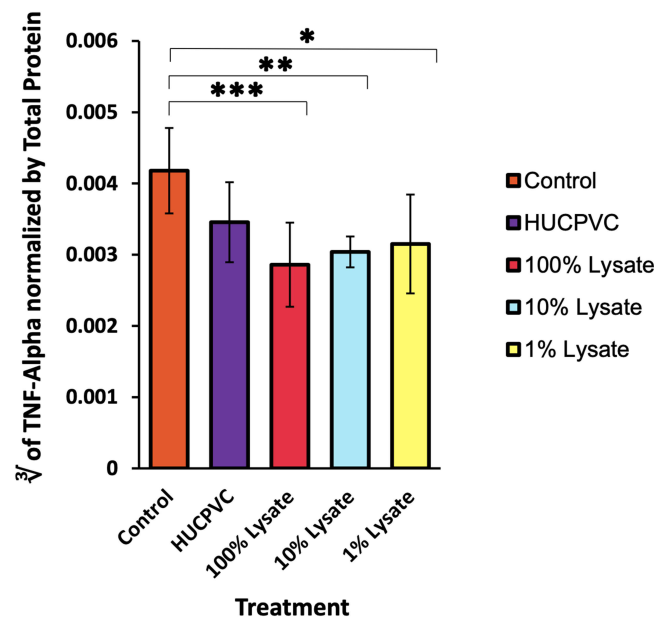 ∛ of TNF-Alpha normalized by Total Protein
0.006
0.005
0.004
0.003
0.002
0.001
0
*
**
***
Control
HUCPVC
100% Lysate
10% Lysate
1% Lysate
Treatment
Control
HUCPVC
100% Lysate
10% Lysate
1% Lysate